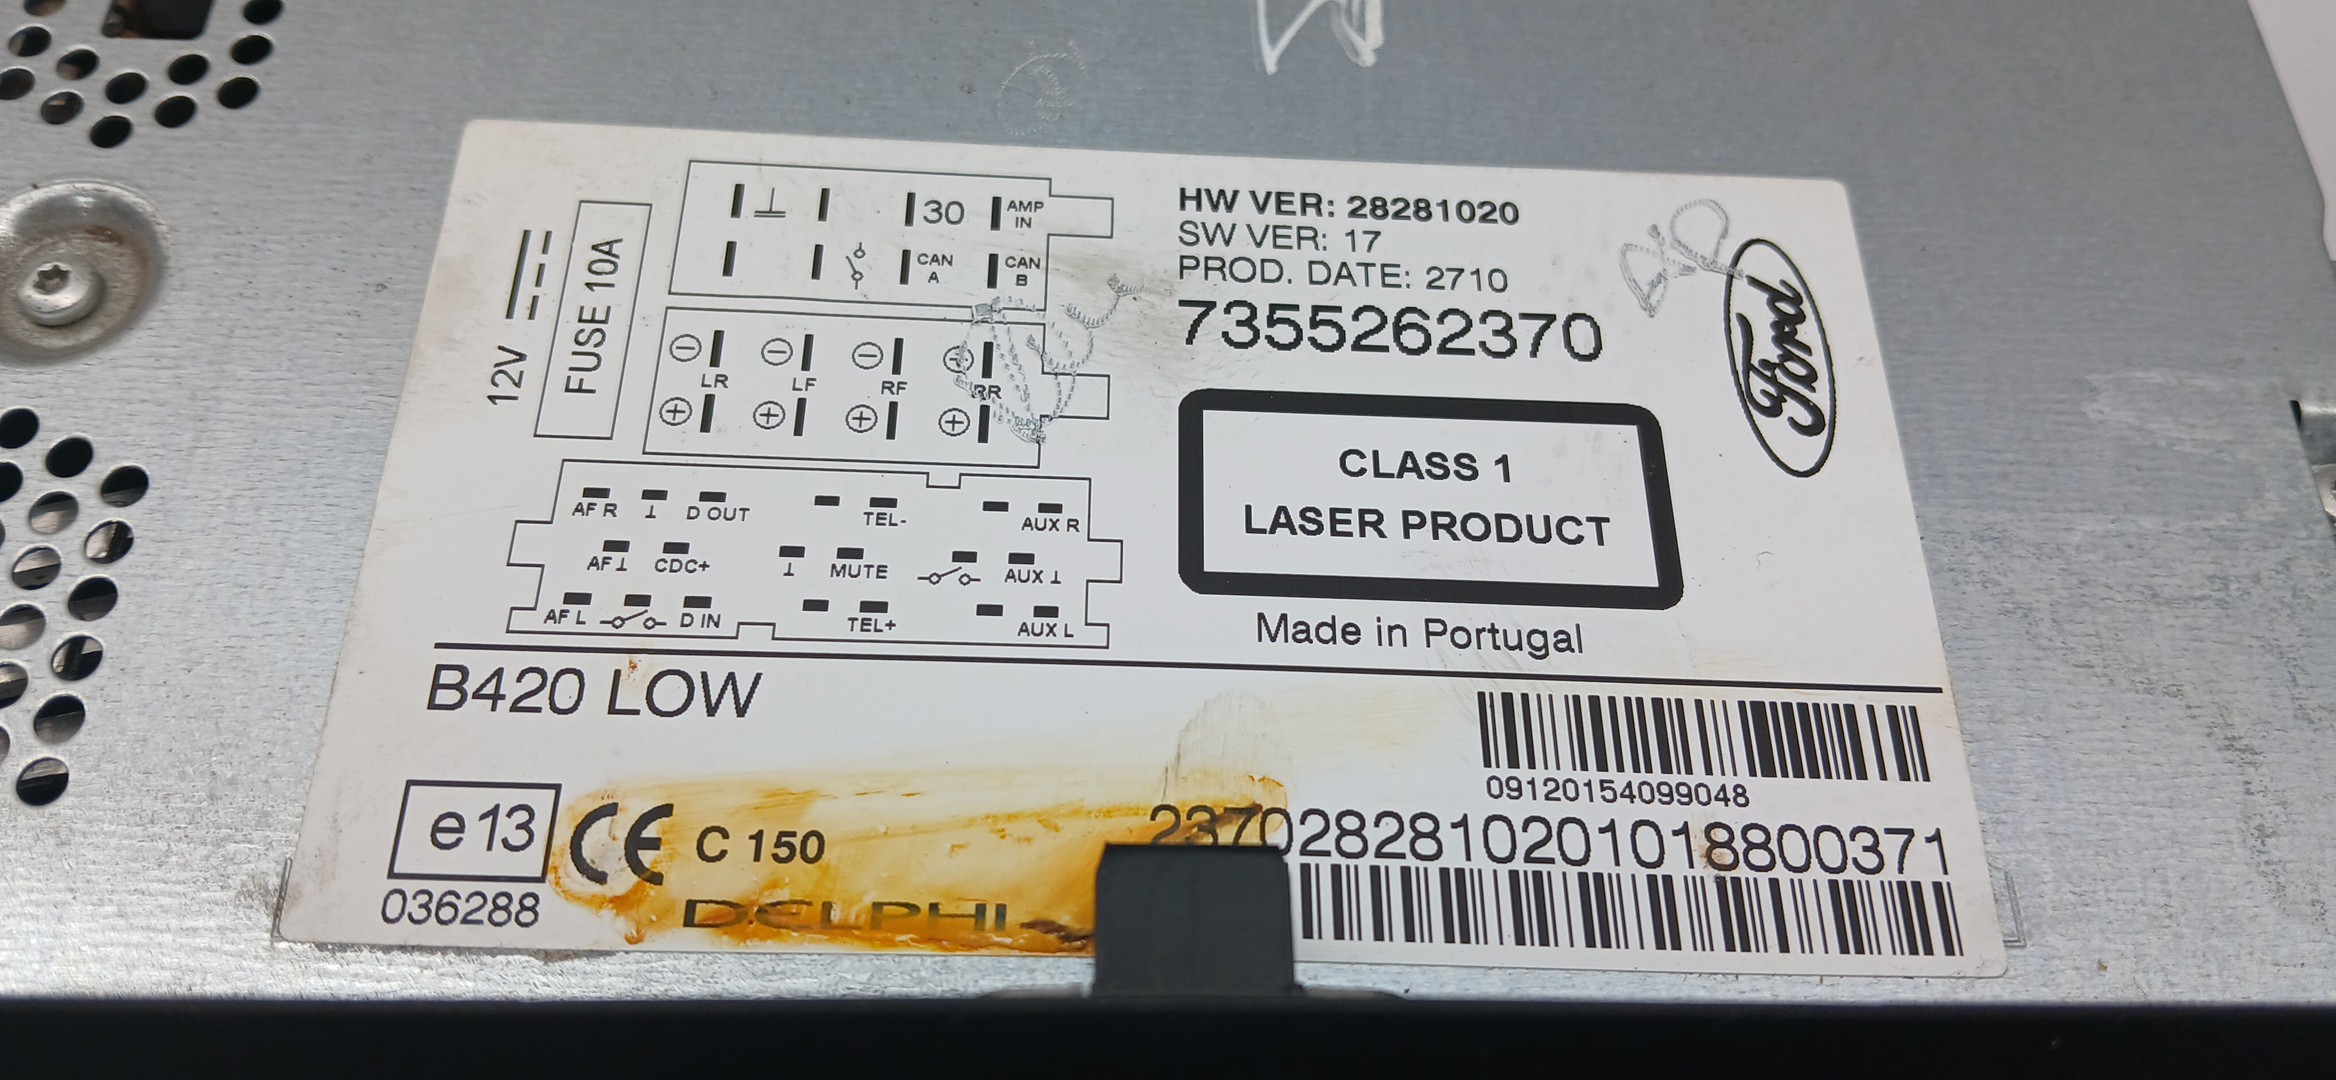 12V
FUSE 10A
30 AMP IN
CAN A CAN B
LR LF RF RR
AF R D OUT TEL- AUX R
AF CDC+ MUTE AUX
AF L D IN TEL+ AUX L
HW VER: 28281020
SW VER: 17
PROD. DATE: 2710
7355262370
Ford
CLASS 1
LASER PRODUCT
Made in Portugal
B420 LOW
09120154099048
2370282810201018800371
e13
CE C 150
036288
DELPHI